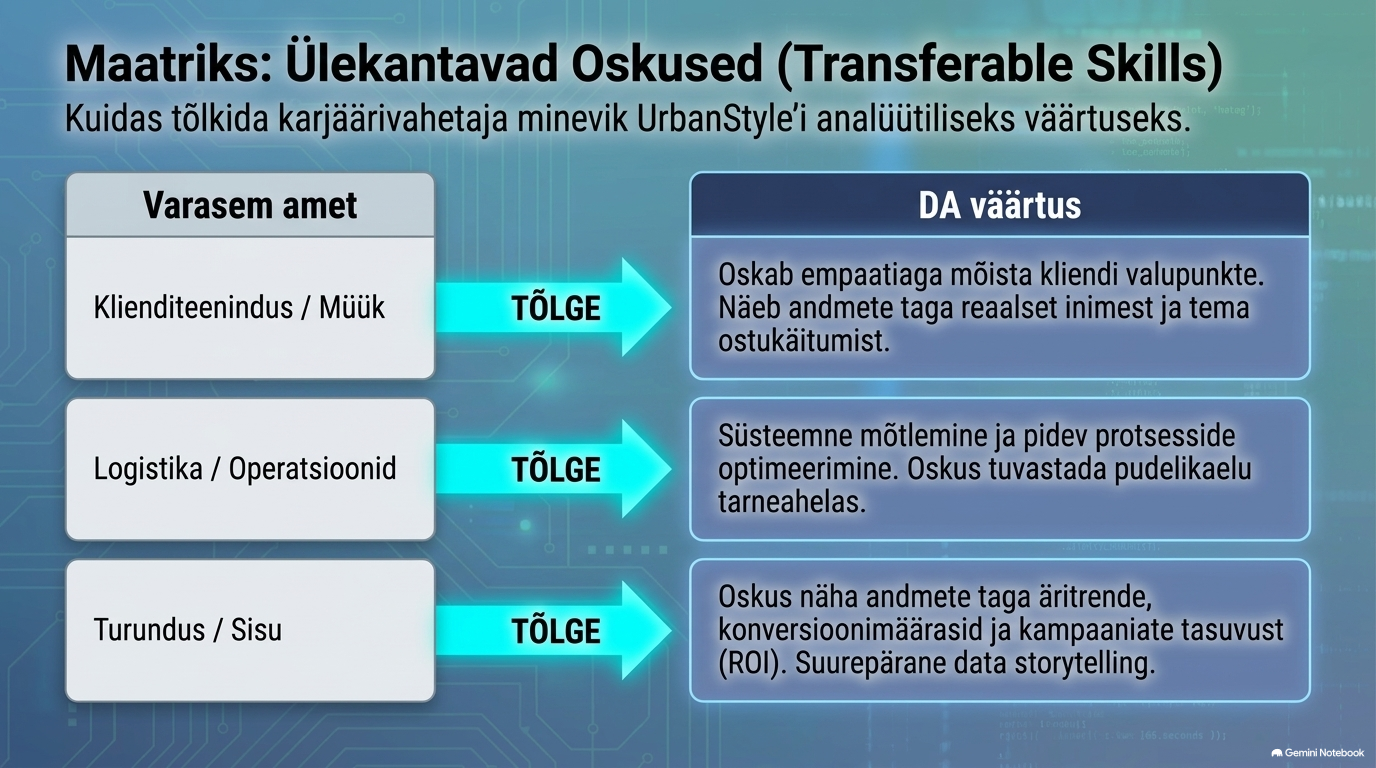 Maatriks: Ülekantavad Oskused (Transferable Skills)
Kuidas tõlkida karjäärivahetaja minevik UrbanStyle’i analüütiliseks väärtuseks.
Varasem amet
DA väärtus
Klienditeenindus / Müük
TÕLGE
Oskab empaatiaga mõista kliendi valupunkte.
Näeb andmete taga reaalset inimest ja tema
ostukäitumist.
Logistika / Operatsioonid
TÕLGE
Süsteemne mõtlemine ja pidev protsesside
optimeerimine. Oskus tuvastada pudelikaelu
tarneahelas.
Turundus / Sisu
TÕLGE
Oskus näha andmete taga äritrende,
konversioonimäärasid ja kampaaniate tasuvust
(ROI). Suurepärane data storytelling.
Gemini Notebook